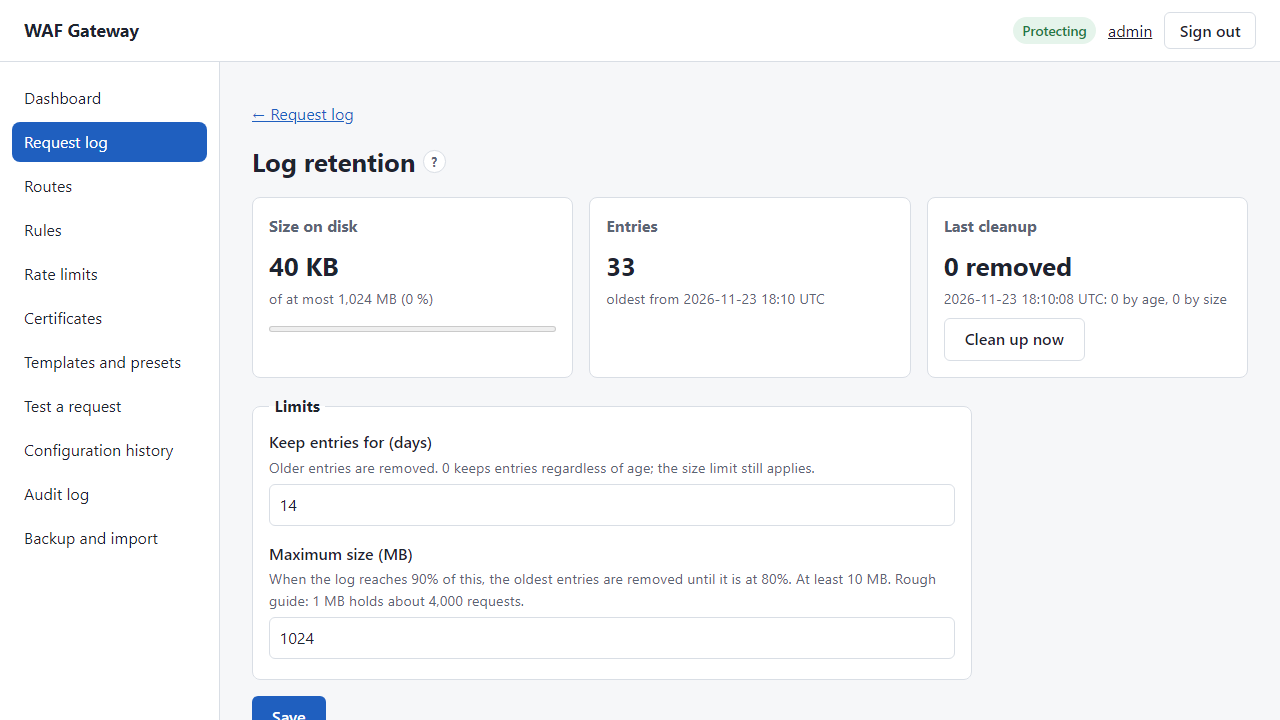 WAF Gateway
Protecting
admin
Sign out
Dashboard
Request log
Routes
Rules
Rate limits
Certificates
Templates and presets
Test a request
Configuration history
Audit log
Backup and import
← Request log
Log retention ?
Size on disk
40 KB
of at most 1,024 MB (0 %)
Entries
33
oldest from 2026-11-23 18:10 UTC
Last cleanup
0 removed
2026-11-23 18:10:08 UTC: 0 by age, 0 by size
Clean up now
Limits
Keep entries for (days)
Older entries are removed. 0 keeps entries regardless of age; the size limit still applies.
14
Maximum size (MB)
When the log reaches 90% of this, the oldest entries are removed until it is at 80%. At least 10 MB. Rough
guide: 1 MB holds about 4,000 requests.
1024
Save